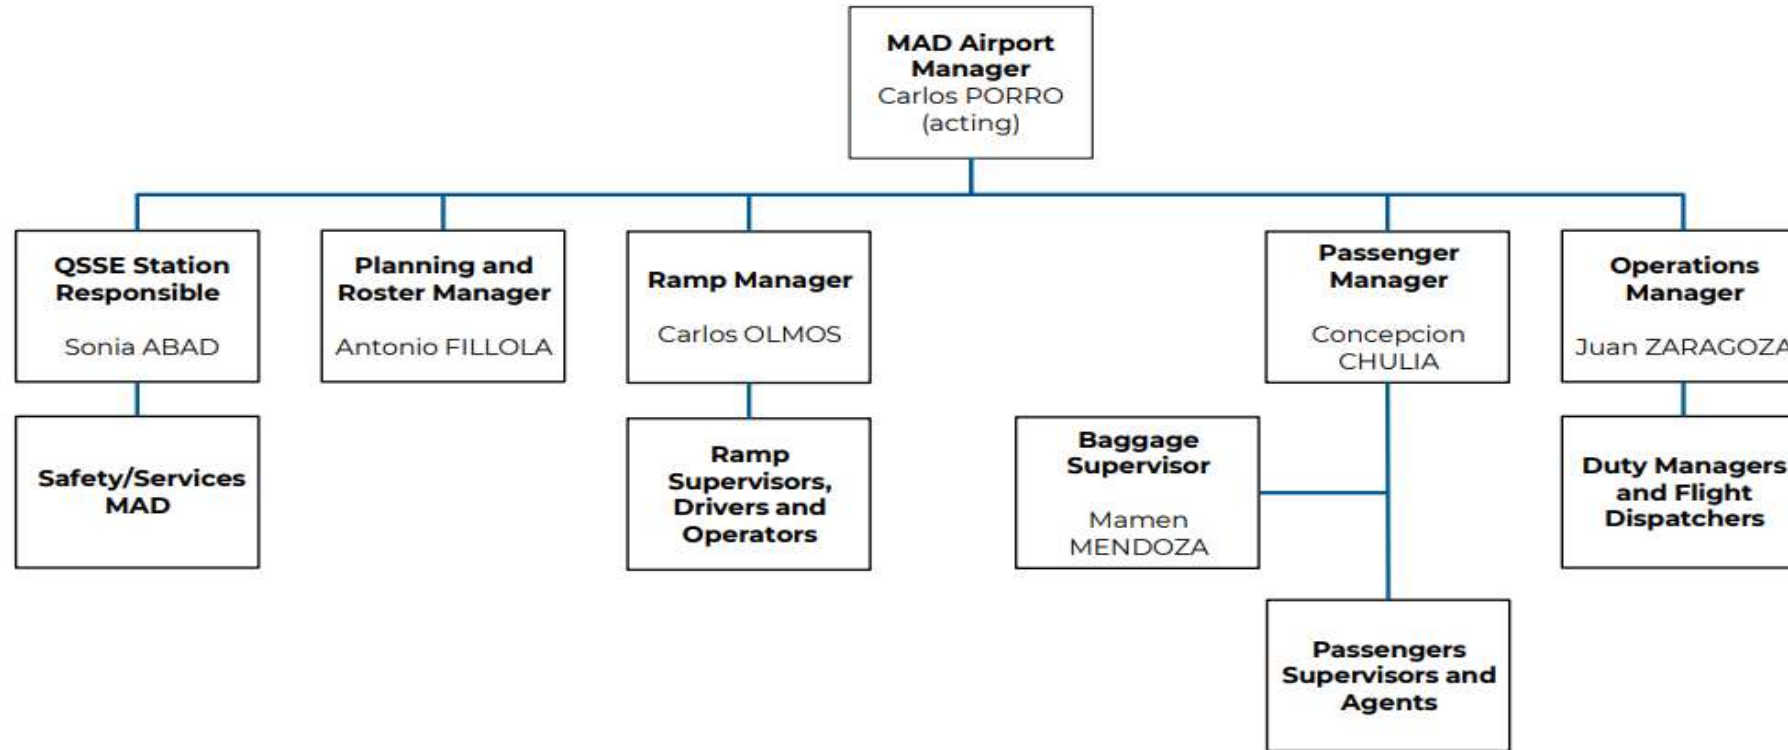 MAD Airport
Manager
Carlos PORRO
(acting)
QSSE Station
Responsible
Sonia ABAD
Planning and
Roster Manager
Antonio FILLOLA
Ramp Manager
Carlos OLMOS
Passenger
Manager
Concepcion
CHULIA
Operations
Manager
Juan ZARAGOZA
Safety/Services
MAD
Ramp
Supervisors,
Drivers and
Operators
Baggage
Supervisor
Mamen
MENDOZA
Duty Managers
and Flight
Dispatchers
Passengers
Supervisors and
Agents